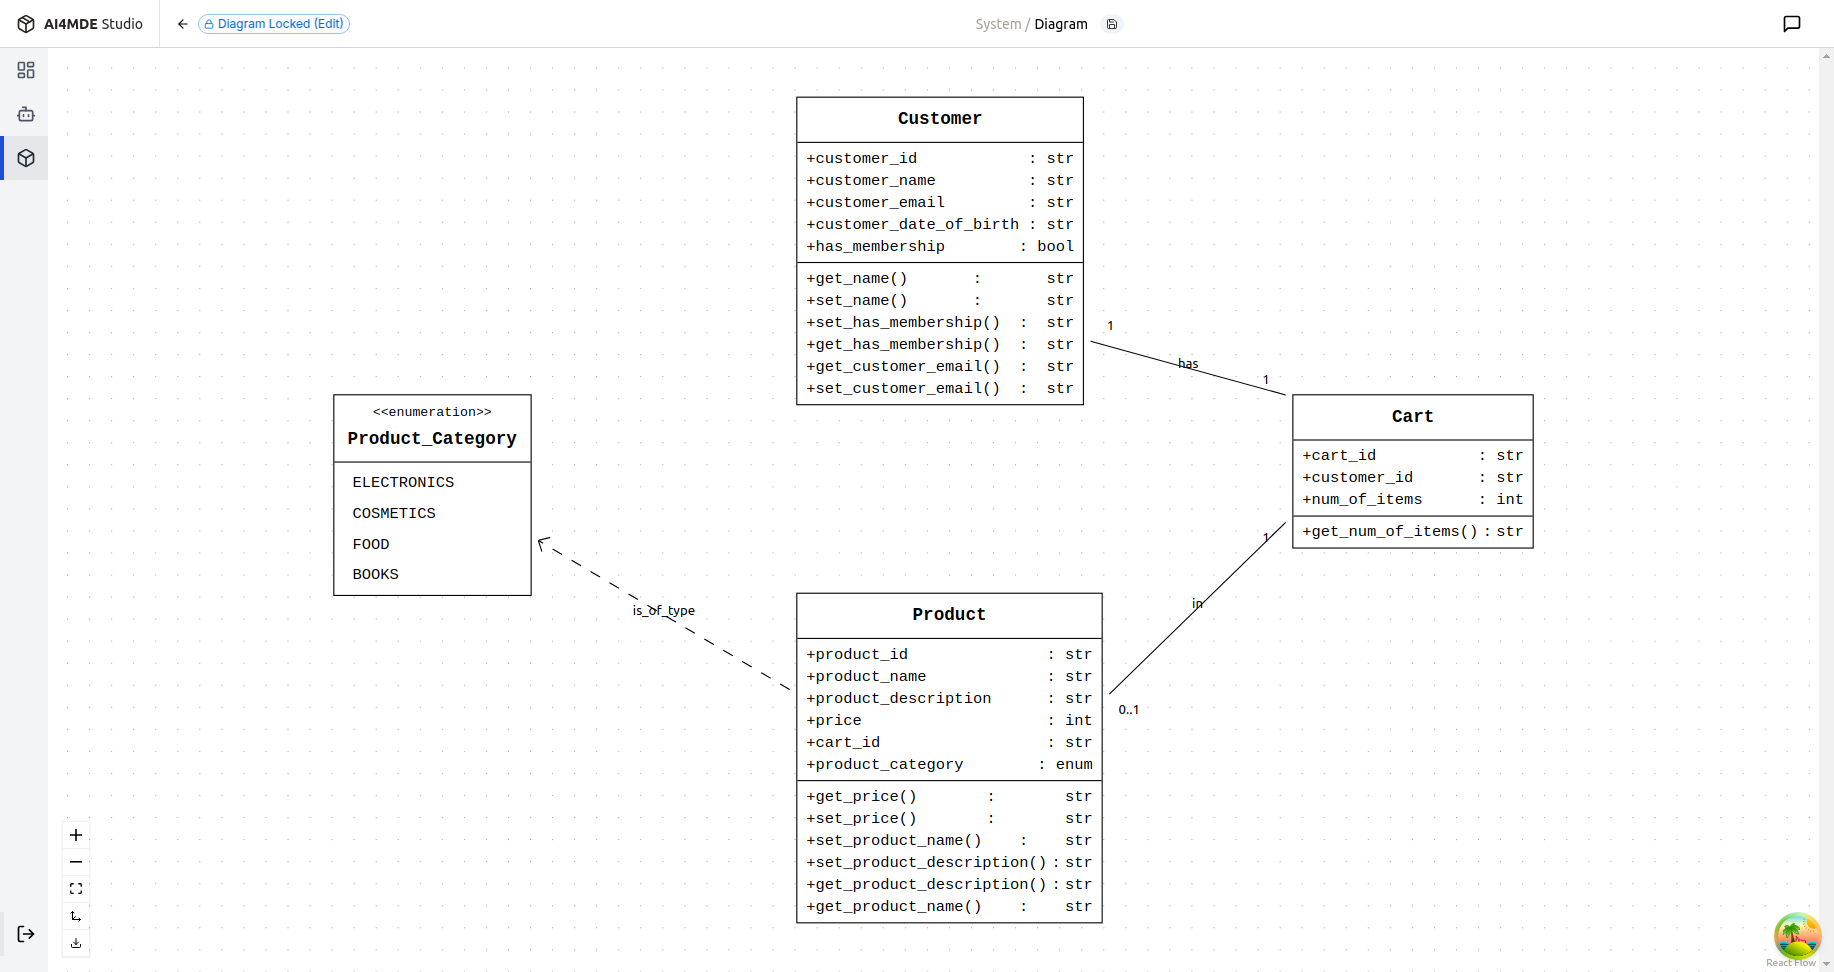 AI4MDE Studio
Diagram Locked (Edit)
System / Diagram
Customer
+customer_id : str
+customer_name : str
+customer_email : str
+customer_date_of_birth : str
+has_membership : bool
+get_name() : str
+set_name() : str
+set_has_membership() : str
+get_has_membership() : str
+get_customer_email() : str
+set_customer_email() : str
1
has
1
<<enumeration>>
Product_Category
ELECTRONICS
COSMETICS
FOOD
BOOKS
Cart
+cart_id : str
+customer_id : str
+num_of_items : int
+get_num_of_items() : str
1
in
0..1
is_of_type
Product
+product_id : str
+product_name : str
+product_description : str
+price : int
+cart_id : str
+product_category : enum
+get_price() : str
+set_price() : str
+set_product_name() : str
+set_product_description() : str
+get_product_description() : str
+get_product_name() : str
React Flow